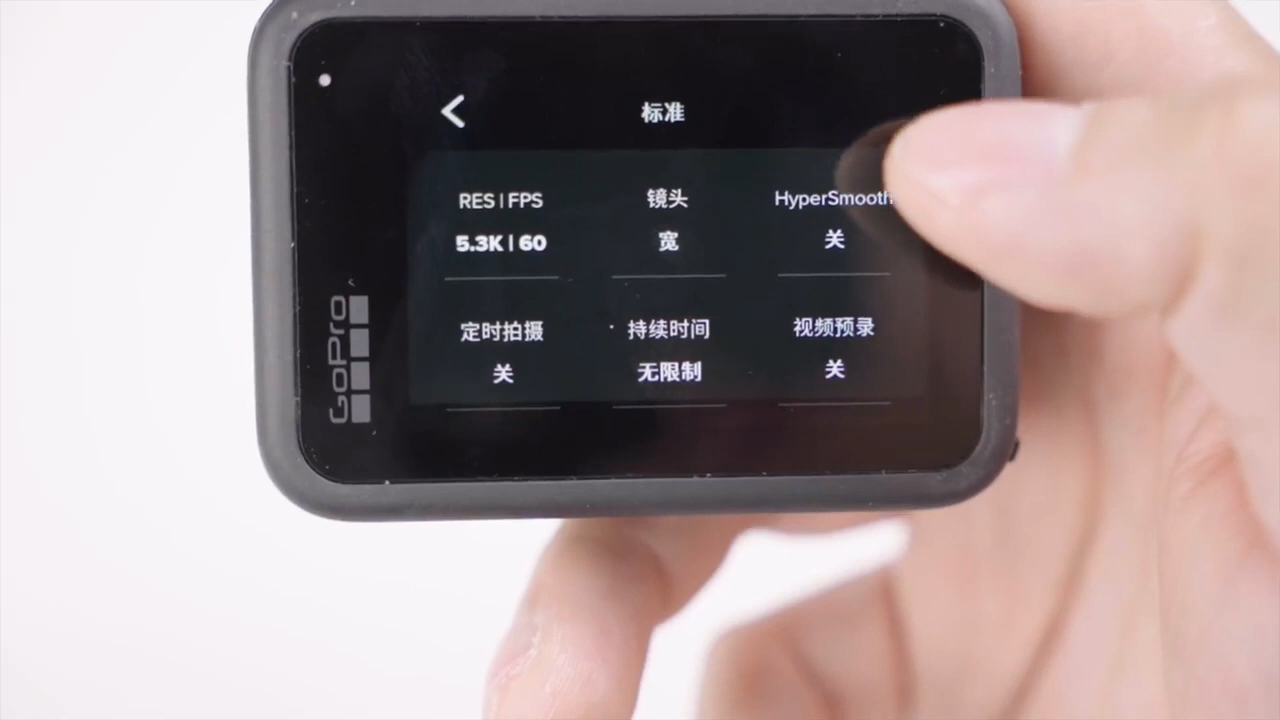 标准
RES | FPS
5.3K | 60
镜头
宽
HyperSmooth
关
定时拍摄
关
持续时间
无限制
视频预录
关
GoPro